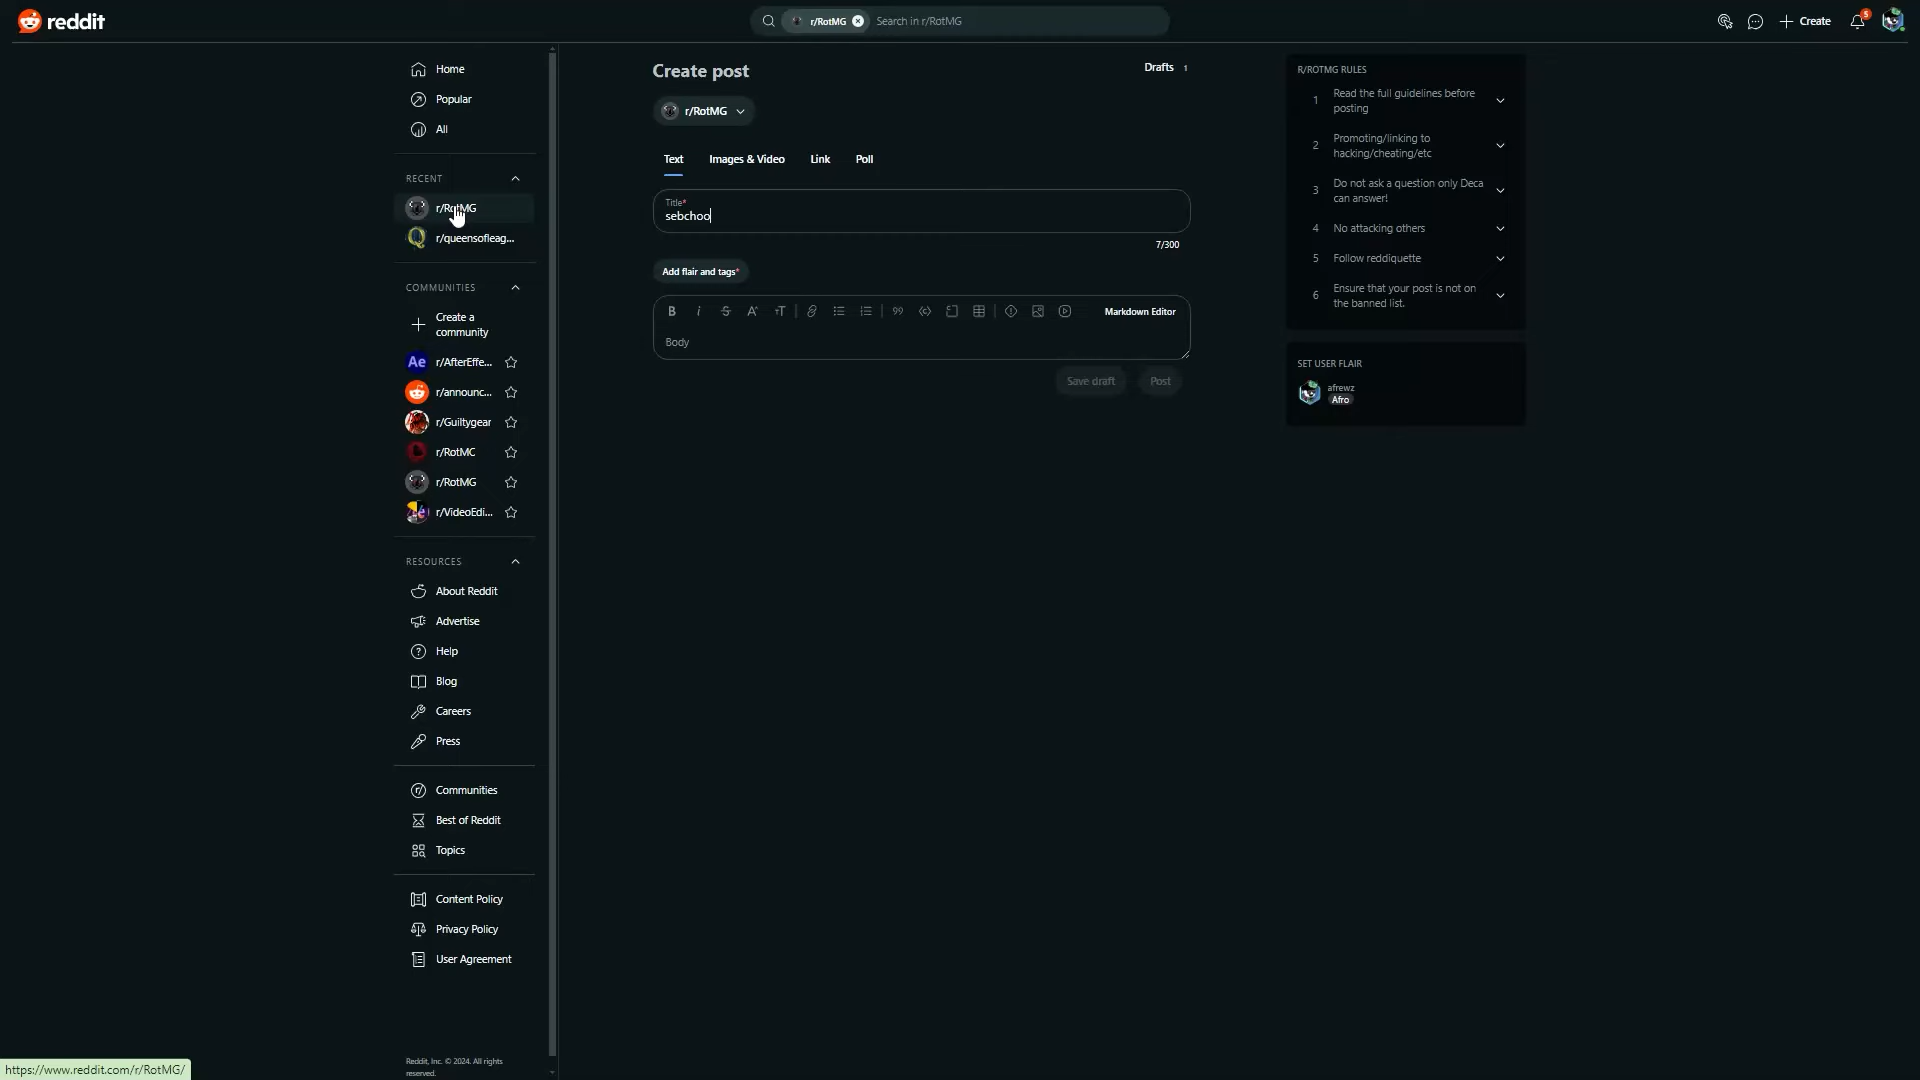 reddit
r/RotMG
Search in r/RotMG
Create
5
Home
Popular
All
RECENT
r/RotMG
r/queensofleag...
COMMUNITIES
Create a
community
Ae
r/AfterEffe...
r/announc...
r/Guiltygear
r/RotMC
r/RotMG
r/VideoEdi...
RESOURCES
About Reddit
Advertise
Help
Blog
Careers
Press
Communities
Best of Reddit
Topics
Content Policy
Privacy Policy
User Agreement
Reddit, Inc. © 2024. All rights
reserved.
https://www.reddit.com/r/RotMG/
Create post
Drafts 1
r/RotMG
Text Images & Video Link Poll
Title*
sebchoo
7/300
Add flair and tags*
Markdown Editor
Body
Save draft Post
R/ROTMG RULES
1 Read the full guidelines before
posting
2 Promoting/linking to
hacking/cheating/etc
3 Do not ask a question only Deca
can answer!
4 No attacking others
5 Follow reddiquette
6 Ensure that your post is not on
the banned list.
SET USER FLAIR
afrewz
Afro